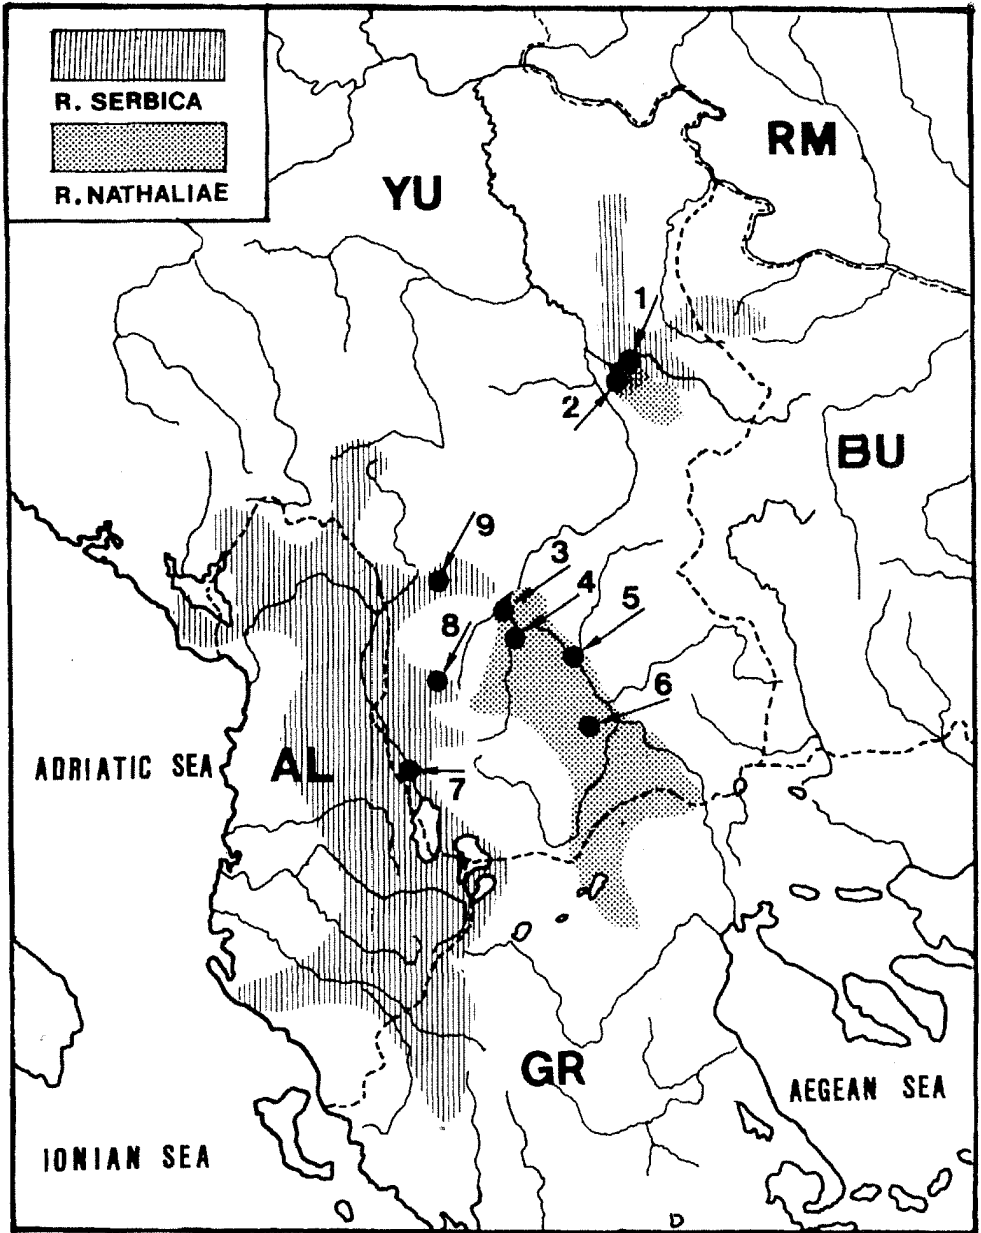 R. SERBICA
R. NATHALIAE
YU
RM
1
2
BU
9
3
4
5
8
6
ADRIATIC SEA
AL
7
GR
AEGEAN SEA
IONIAN SEA